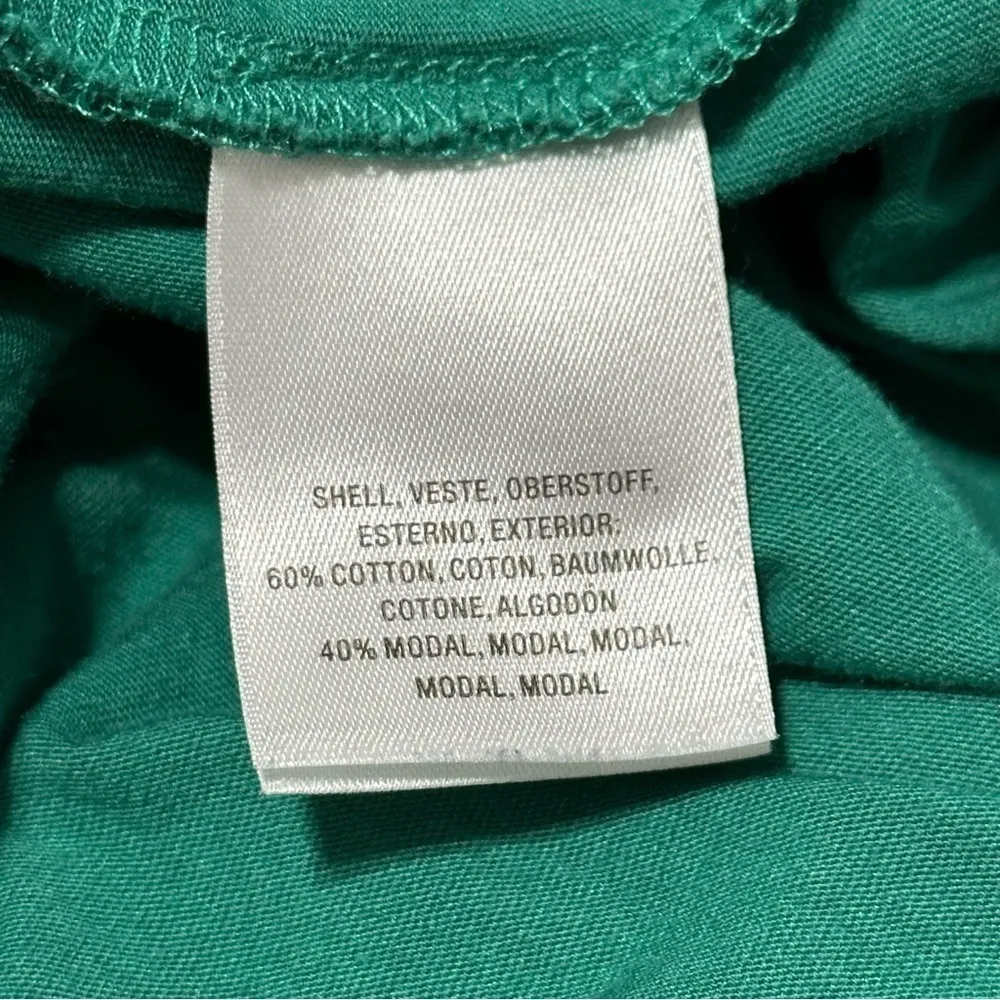 SHELL, VESTE, OBERSTOFF,
ESTERNO, EXTERIOR:
60% COTTON, COTON, BAUMWOLLE,
COTONE, ALGODÓN
40% MODAL, MODAL, MODAL,
MODAL, MODAL